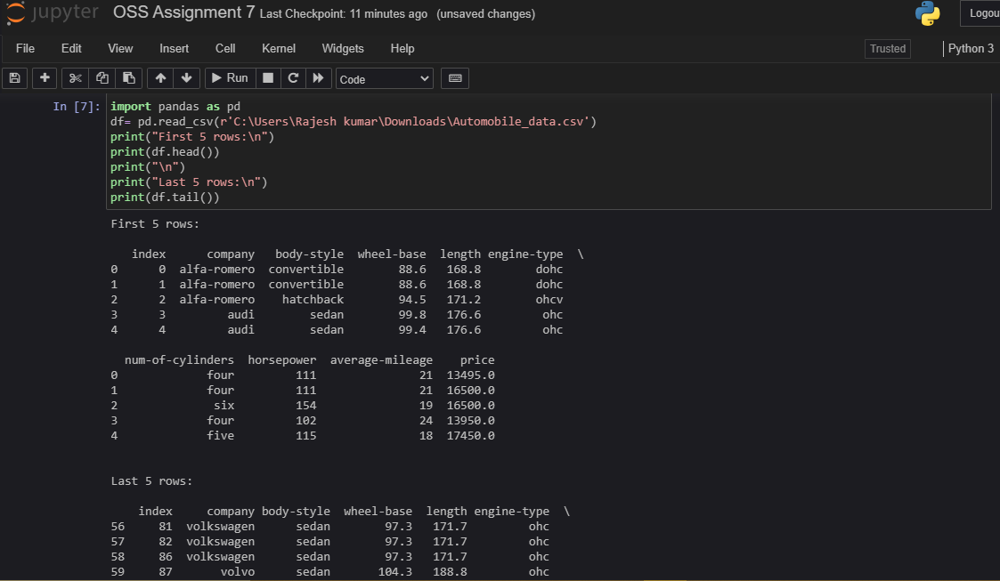 jupyter OSS Assignment 7 Last Checkpoint: 11 minutes ago (unsaved changes)
Logou
File Edit View Insert Cell Kernel Widgets Help Trusted Python 3
Run Code
In [7]: import pandas as pd
df= pd.read_csv(r'C:\Users\Rajesh kumar\Downloads\Automobile_data.csv')
print("First 5 rows:\n")
print(df.head())
print("\n")
print("Last 5 rows:\n")
print(df.tail())
First 5 rows:
index company body-style wheel-base length engine-type \
0 0 alfa-romero convertible 88.6 168.8 dohc
1 1 alfa-romero convertible 88.6 168.8 dohc
2 2 alfa-romero hatchback 94.5 171.2 ohcv
3 3 audi sedan 99.8 176.6 ohc
4 4 audi sedan 99.4 176.6 ohc
num-of-cylinders horsepower average-mileage price
0 four 111 21 13495.0
1 four 111 21 16500.0
2 six 154 19 16500.0
3 four 102 24 13950.0
4 five 115 18 17450.0
Last 5 rows:
index company body-style wheel-base length engine-type \
56 81 volkswagen sedan 97.3 171.7 ohc
57 82 volkswagen sedan 97.3 171.7 ohc
58 86 volkswagen sedan 97.3 171.7 ohc
59 87 volvo sedan 104.3 188.8 ohc